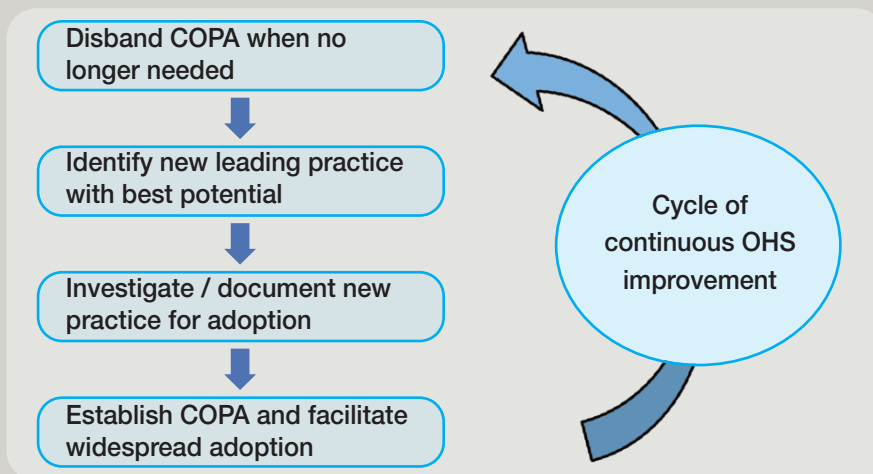 Disband COPA when no
longer needed
Identify new leading practice
with best potential
Investigate / document new
practice for adoption
Establish COPA and facilitate
widespread adoption
Cycle of
continuous OHS
improvement